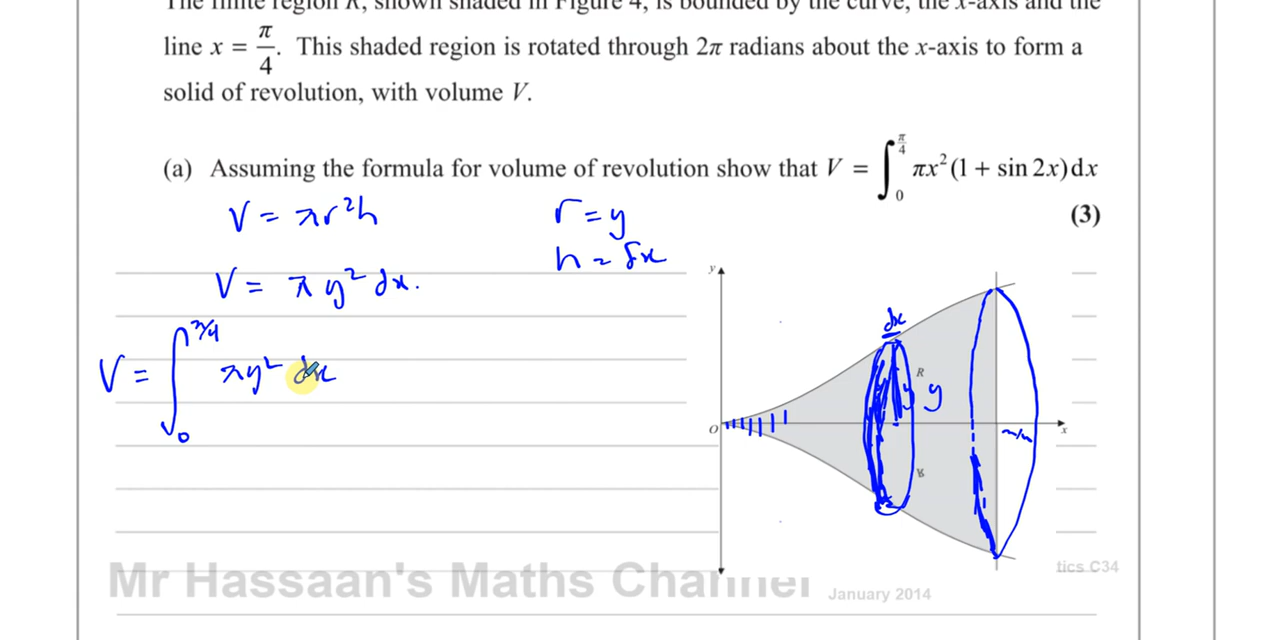 The finite region R, shown shaded in Figure 4, is bounded by the curve, the x-axis and the
line x = π/4. This shaded region is rotated through 2π radians about the x-axis to form a
solid of revolution, with volume V.
(a) Assuming the formula for volume of revolution show that V = ∫₀^(π/4) πx²(1 + sin 2x)dx
(3)
V = πr²h
r = y
h = δx
V = πy² dx.
V = ∫₀^(π/4) πy² dx
y
dx
R
y
O
x
π/4
Mr Hassaan's Maths Channel
tics C34
January 2014